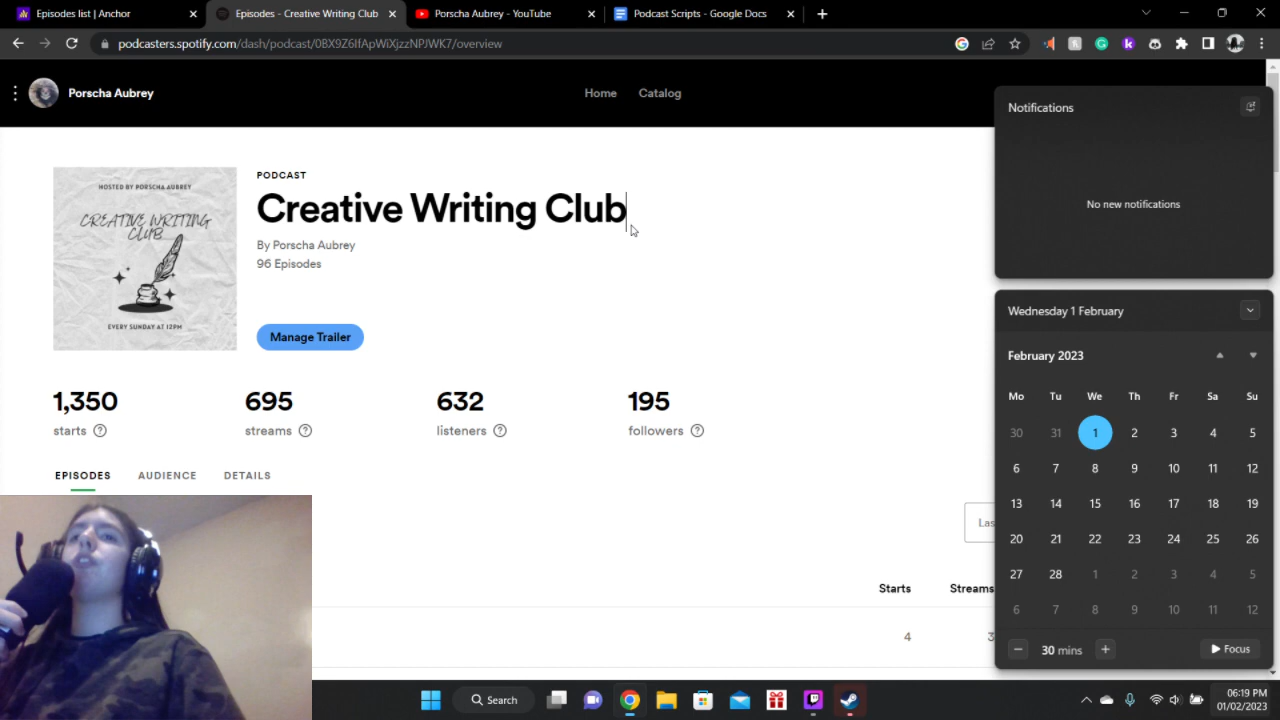 Episodes list | Anchor
Episodes - Creative Writing Club
Porscha Aubrey - YouTube
Podcast Scripts - Google Docs
podcasters.spotify.com/dash/podcast/0BX9Z6IfApWiXjzzNPJWK7/overview
Porscha Aubrey
Home
Catalog
HOSTED BY PORSCHA AUBREY
CREATIVE WRITING
CLUB
EVERY SUNDAY AT 12PM
PODCAST
Creative Writing Club
By Porscha Aubrey
96 Episodes
Manage Trailer
1,350
695
632
195
starts
streams
listeners
followers
EPISODES
AUDIENCE
DETAILS
Las
Starts
Streams
4
3
Notifications
No new notifications
Wednesday 1 February
February 2023
Mo Tu We Th Fr Sa Su
30 31 1 2 3 4 5
6 7 8 9 10 11 12
13 14 15 16 17 18 19
20 21 22 23 24 25 26
27 28 1 2 3 4 5
6 7 8 9 10 11 12
30 mins
Focus
Search
06:19 PM
01/02/2023